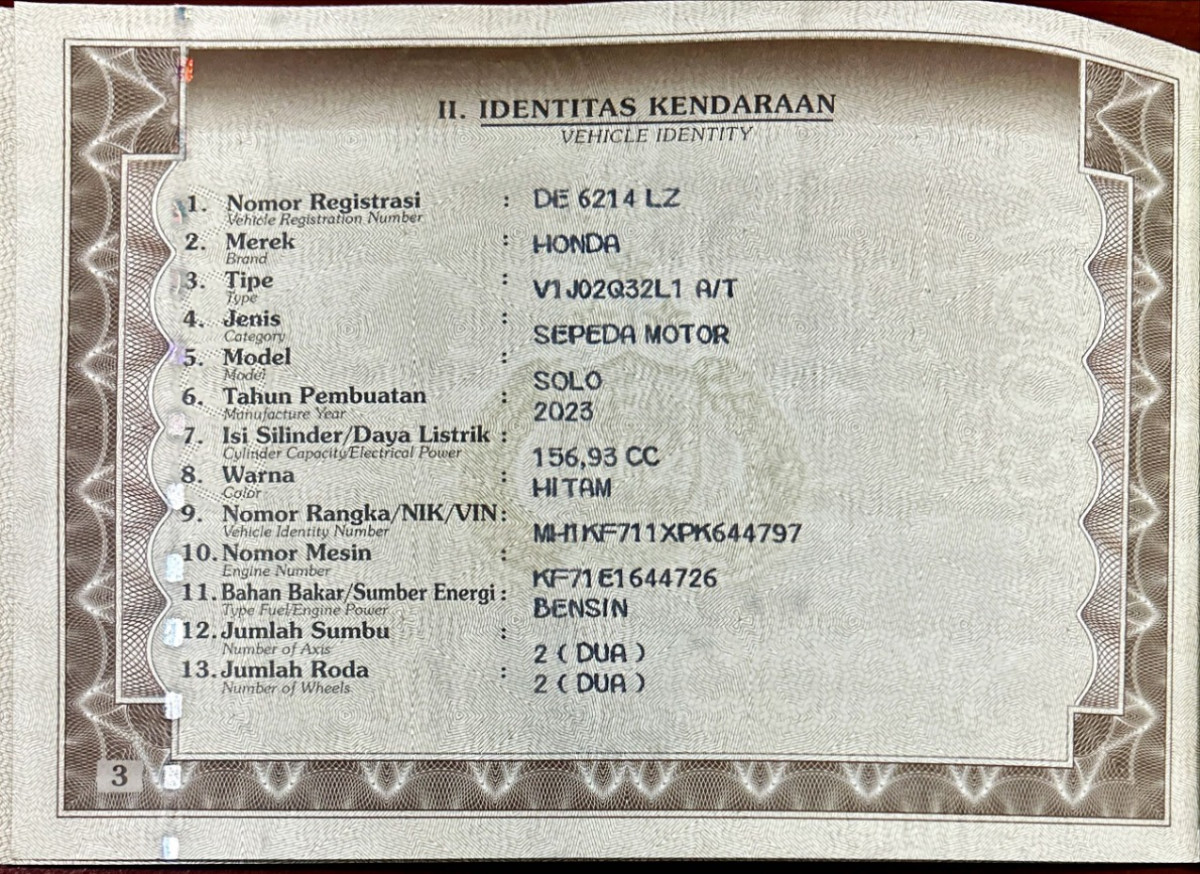 II. IDENTITAS KENDARAAN
VEHICLE IDENTITY
1. Nomor Registrasi : DE 6214 LZ
Vehicle Registration Number
2. Merek : HONDA
Brand
3. Tipe : V1J02Q32L1 A/T
Type
4. Jenis : SEPEDA MOTOR
Category
5. Model : SOLO
Model
6. Tahun Pembuatan : 2023
Manufacture Year
7. Isi Silinder/Daya Listrik : 156,93 CC
Cylinder Capacity/Electrical Power
8. Warna : HITAM
Color
9. Nomor Rangka/NIK/VIN : MH1KF711XPK644797
Vehicle Identity Number
10. Nomor Mesin : KF71E1644726
Engine Number
11. Bahan Bakar/Sumber Energi : BENSIN
Type Fuel/Engine Power
12. Jumlah Sumbu : 2 ( DUA )
Number of Axis
13. Jumlah Roda : 2 ( DUA )
Number of Wheels
3